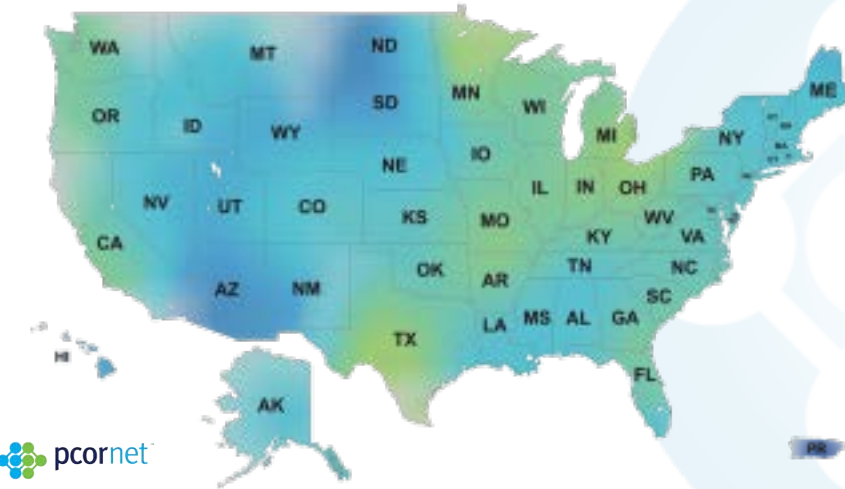 WA
MT
ND
ME
MN
OR
ID
SD
WI
WY
MI
NY
IO
NE
PA
NV
UT
CO
KS
IL
IN
OH
MO
WV
KY
VA
CA
OK
TN
NC
AZ
NM
AR
SC
LA
MS
AL
GA
TX
HI
FL
AK
pcornet
PR